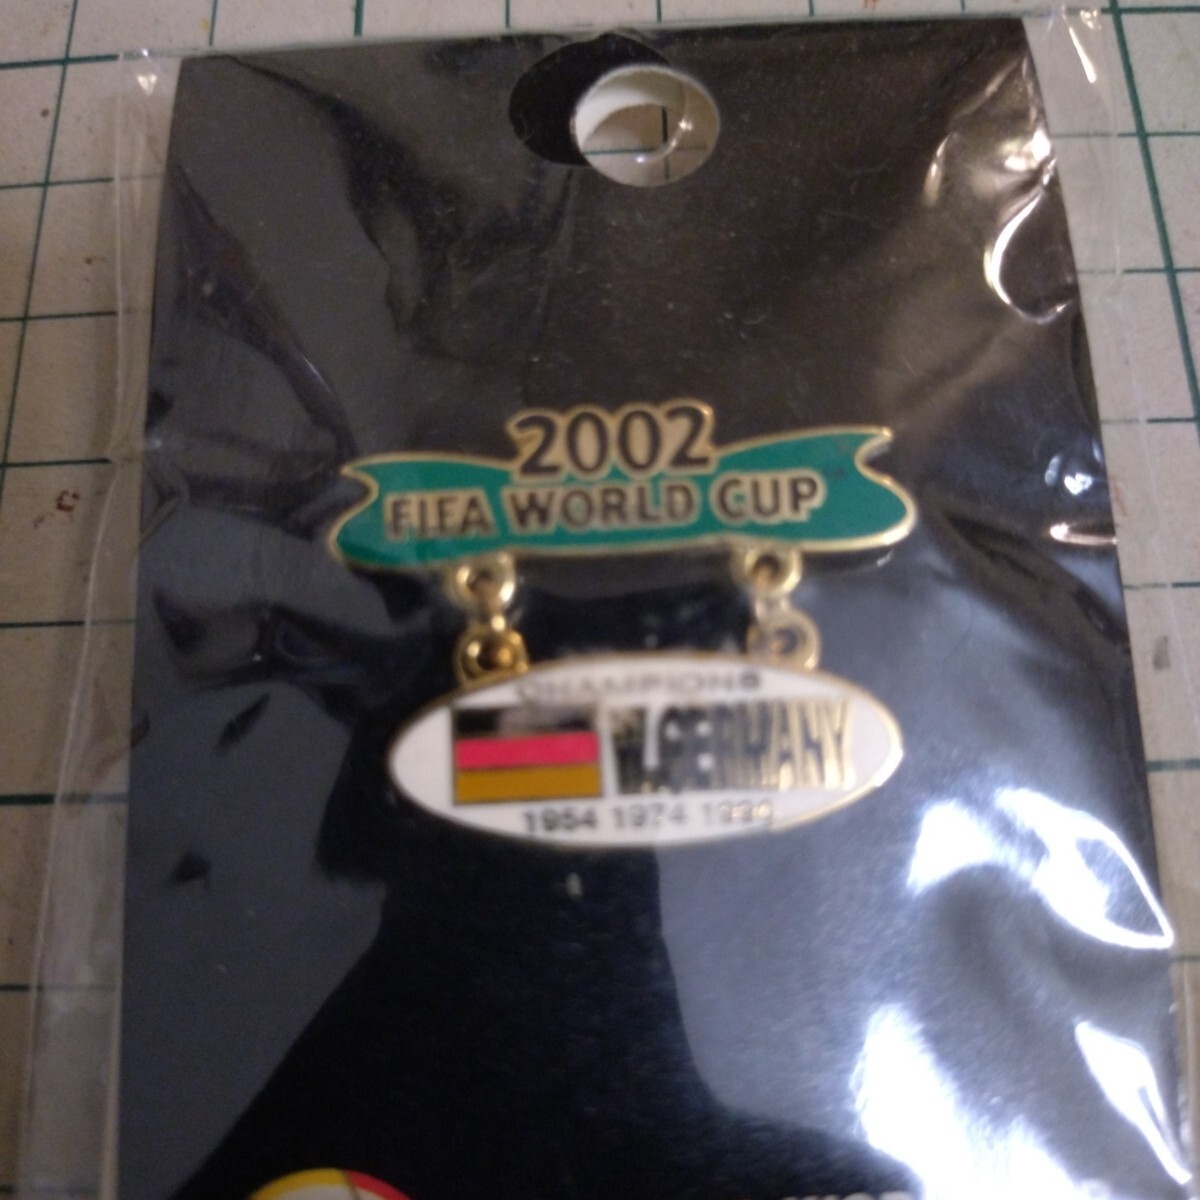 2002
FIFA WORLD CUP
CHAMPIONS
W.GERMANY
1954 1974 1990